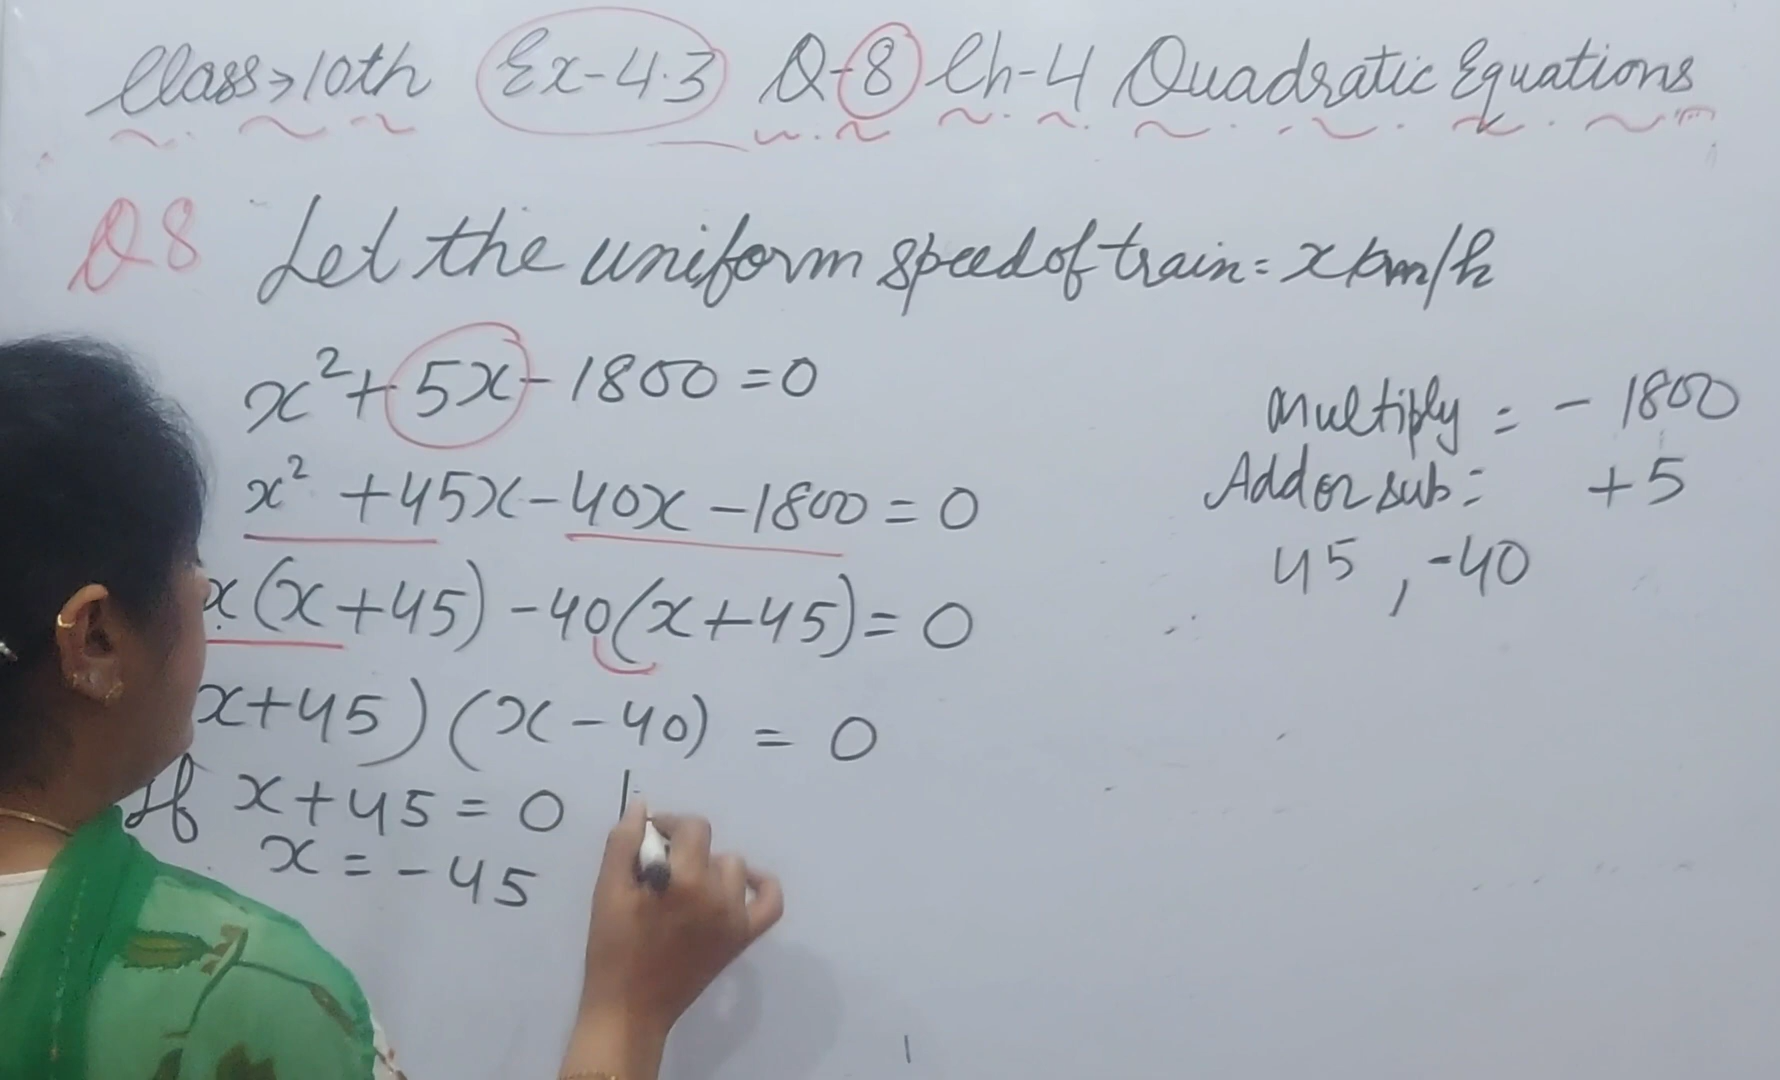 Class → 10th Ex-4.3 Q-8 Ch-4 Quadratic Equations
Q8 Let the uniform speed of train = x km/h
x² + 5x - 1800 = 0
x² + 45x - 40x - 1800 = 0
x(x + 45) - 40(x + 45) = 0
x + 45) (x - 40) = 0
If x + 45 = 0
x = - 45
multiply = - 1800
Add or sub = + 5
45 , -40